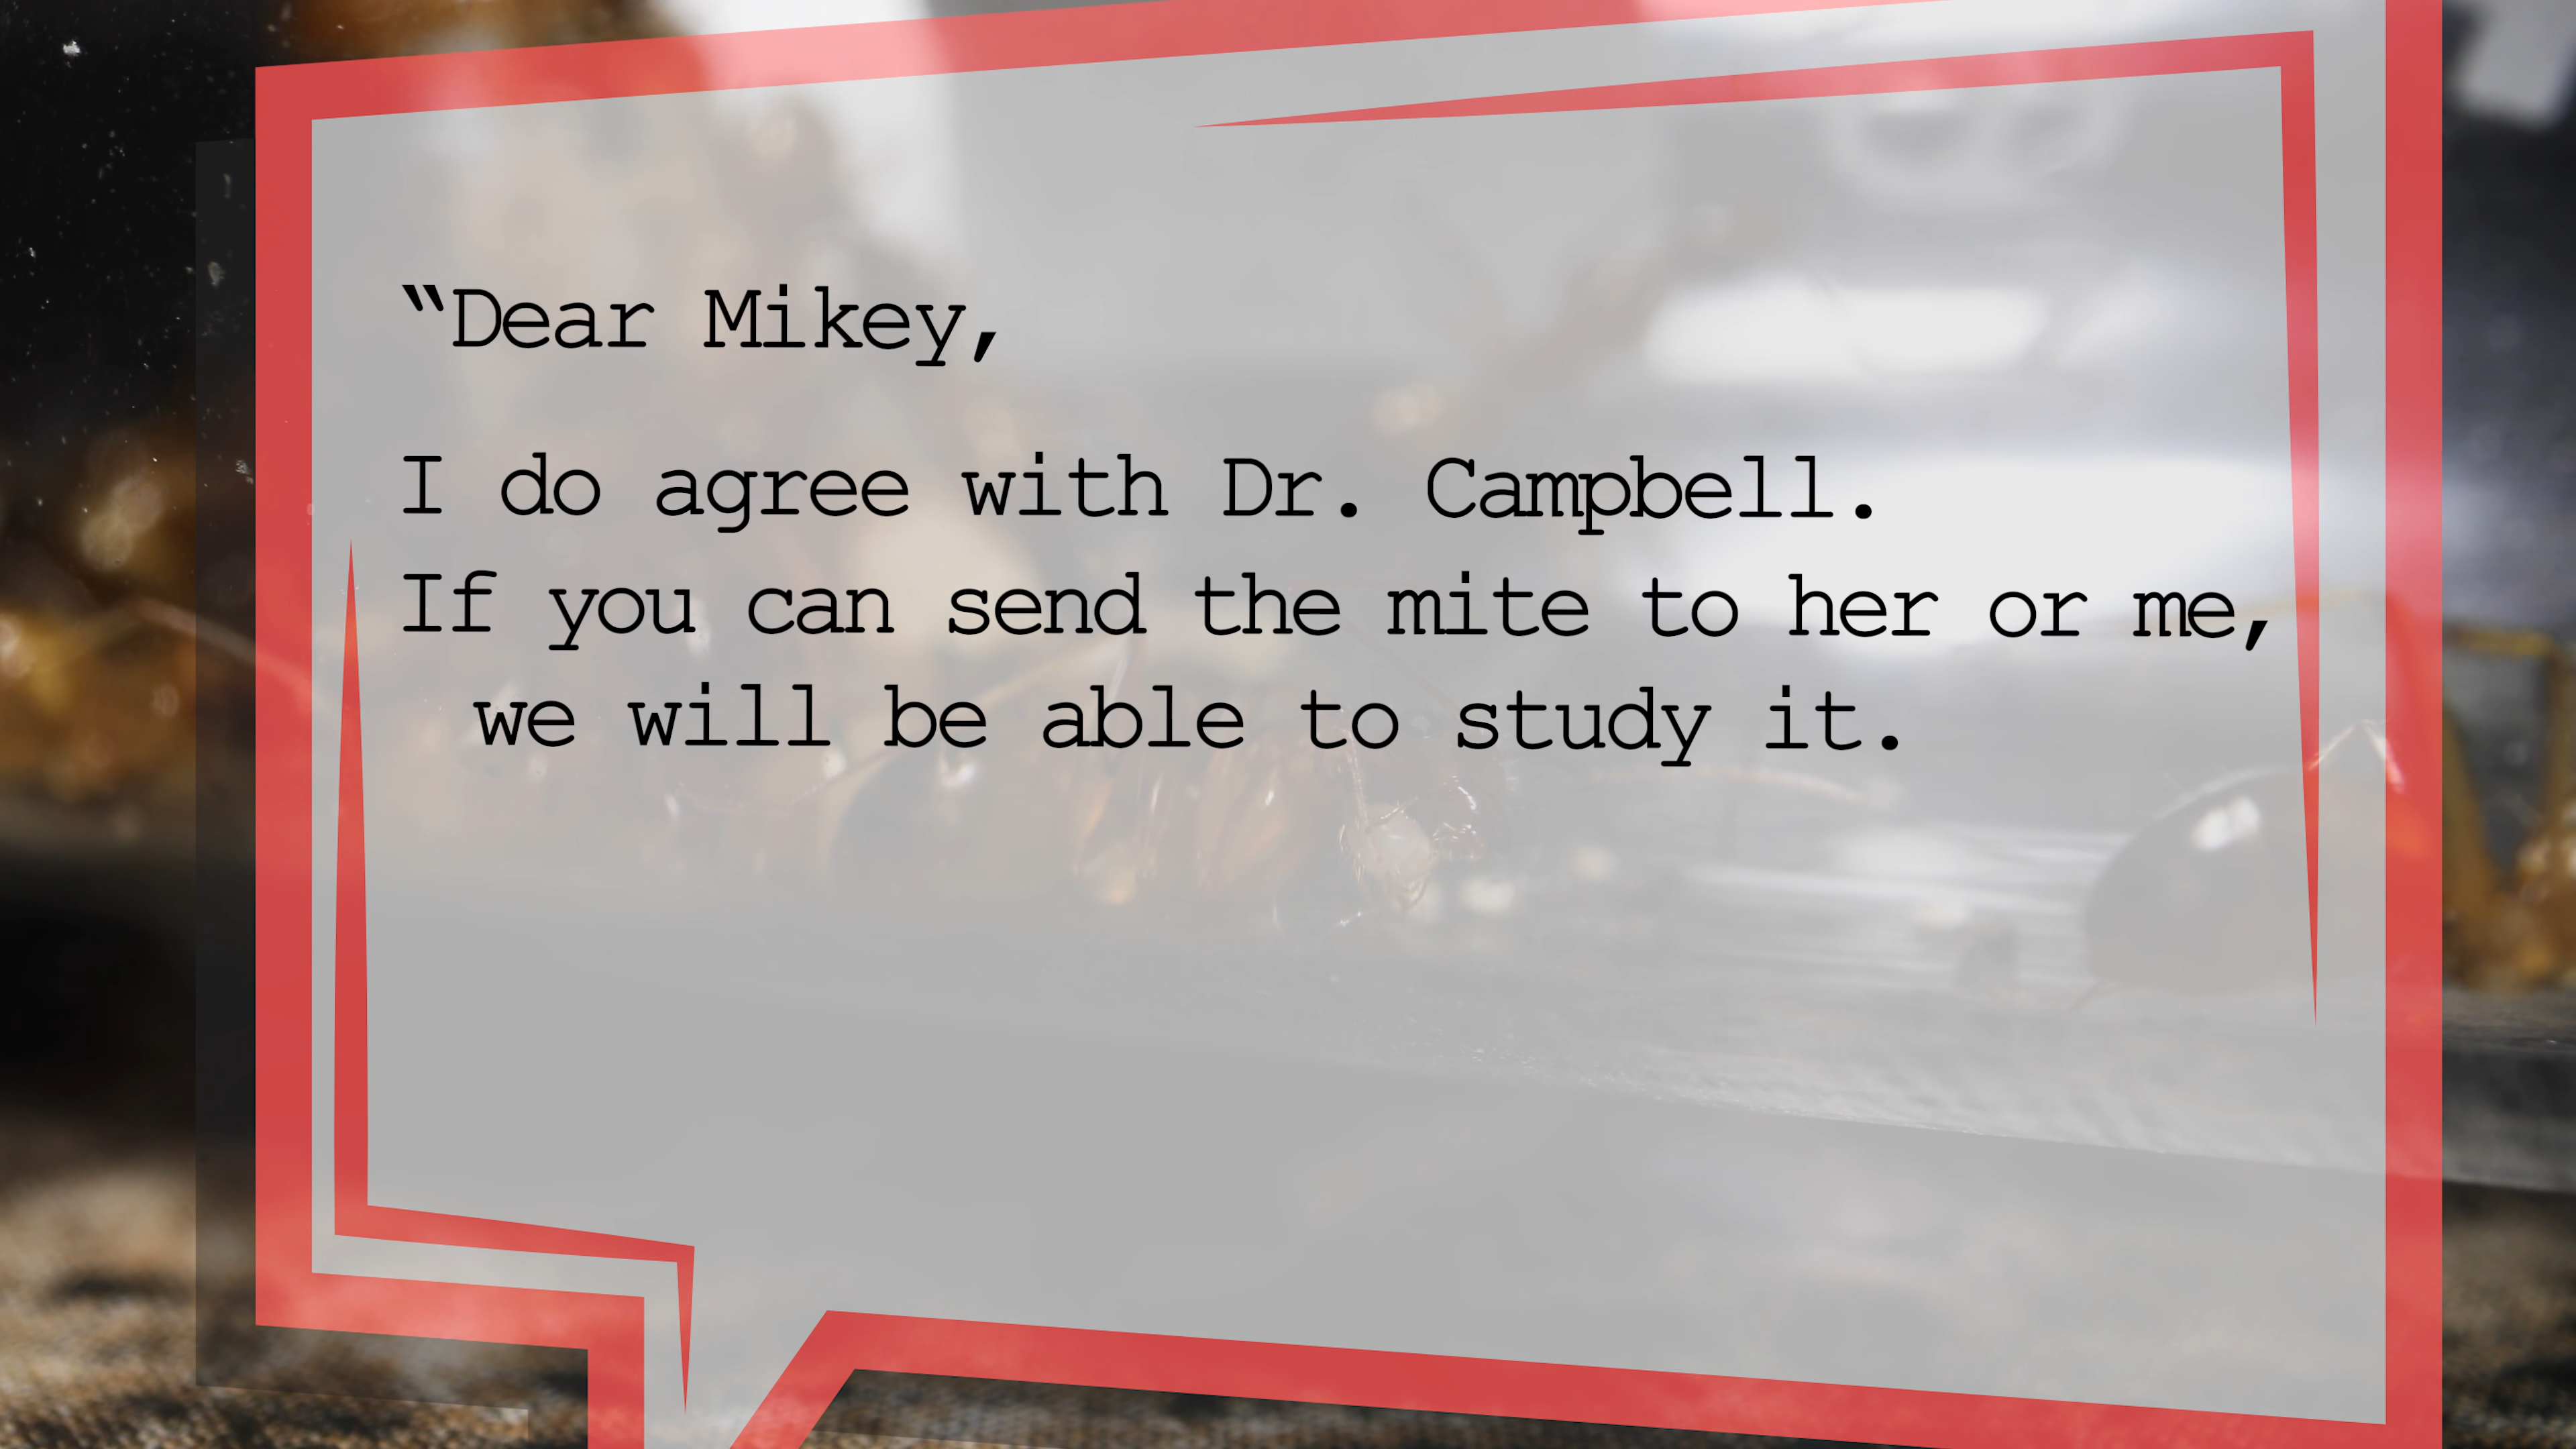 “Dear Mikey,
I do agree with Dr. Campbell.
If you can send the mite to her or me,
we will be able to study it.